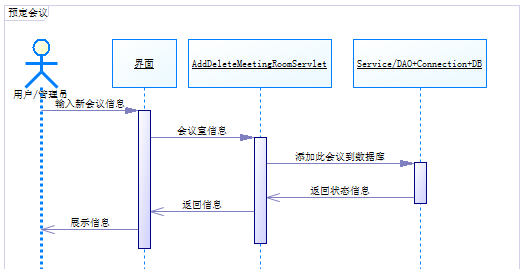 预定会议
界面
AddDeleteMeetingRoomServlet
Service/DAO+Connection+DB
用户/管理员
输入新会议信息
会议室信息
添加此会议到数据库
返回状态信息
返回信息
展示信息